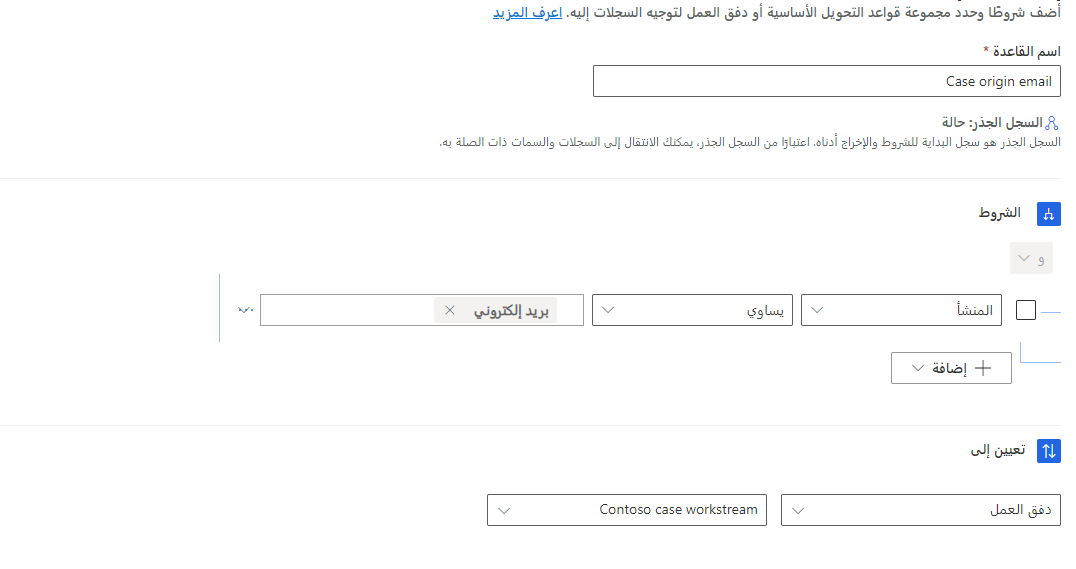 أضف شروطًا وحدد مجموعة قواعد التحويل الأساسية أو دفق العمل لتوجيه السجلات إليه. اعرف المزيد
اسم القاعدة *
Case origin email
السجل الجذر: حالة
السجل الجذر هو سجل البداية للشروط والإخراج أدناه. اعتبارًا من السجل الجذر، يمكنك الانتقال إلى السجلات والسمات ذات الصلة به.
الشروط
و
المنشأ يساوي بريد إلكتروني
إضافة
تعيين إلى
دفق العمل Contoso case workstream